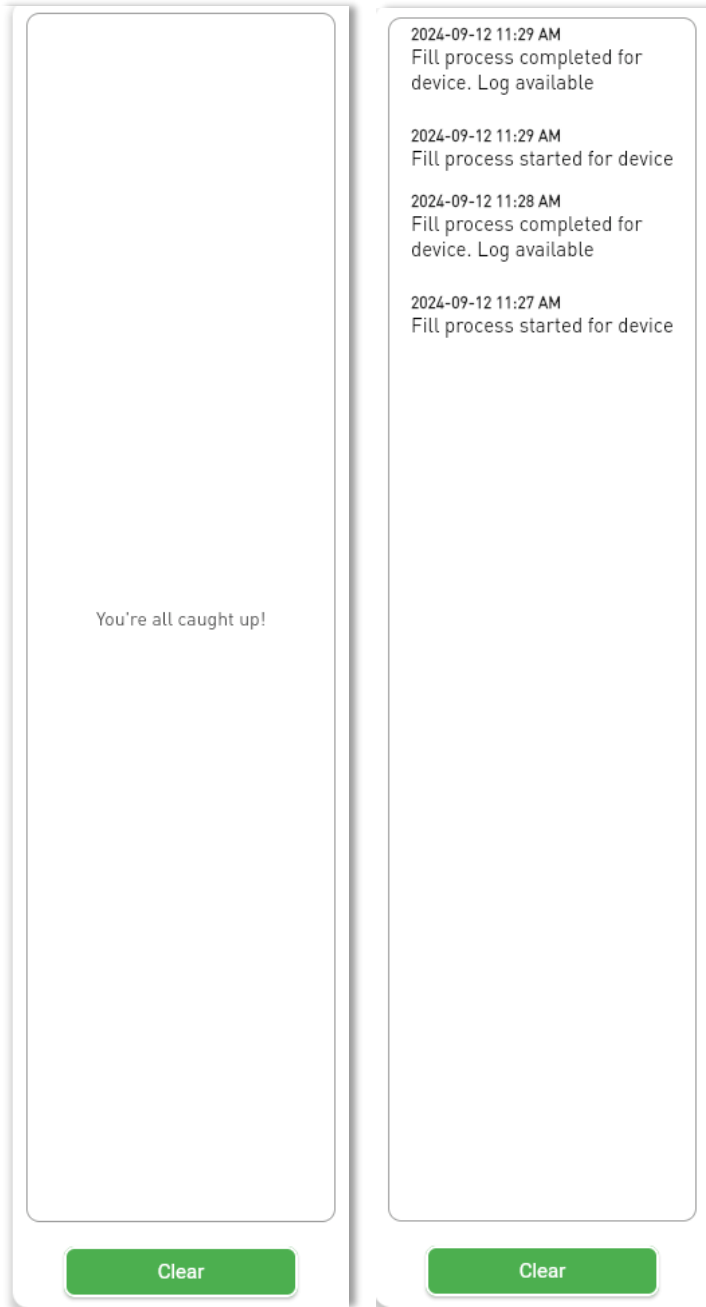 You're all caught up!
Clear
2024-09-12 11:29 AM
Fill process completed for
device. Log available
2024-09-12 11:29 AM
Fill process started for device
2024-09-12 11:28 AM
Fill process completed for
device. Log available
2024-09-12 11:27 AM
Fill process started for device
Clear